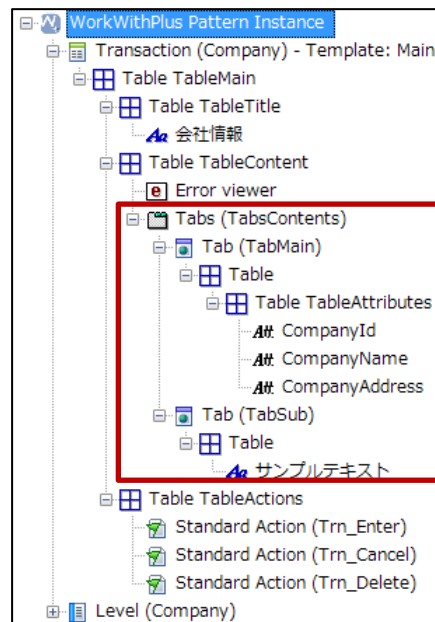 WorkWithPlus Pattern Instance
Transaction (Company) - Template: Main
Table TableMain
Table TableTitle
会社情報
Table TableContent
Error viewer
Tabs (TabsContents)
Tab (TabMain)
Table
Table TableAttributes
CompanyId
CompanyName
CompanyAddress
Tab (TabSub)
Table
サンプルテキスト
Table TableActions
Standard Action (Trn_Enter)
Standard Action (Trn_Cancel)
Standard Action (Trn_Delete)
Level (Company)